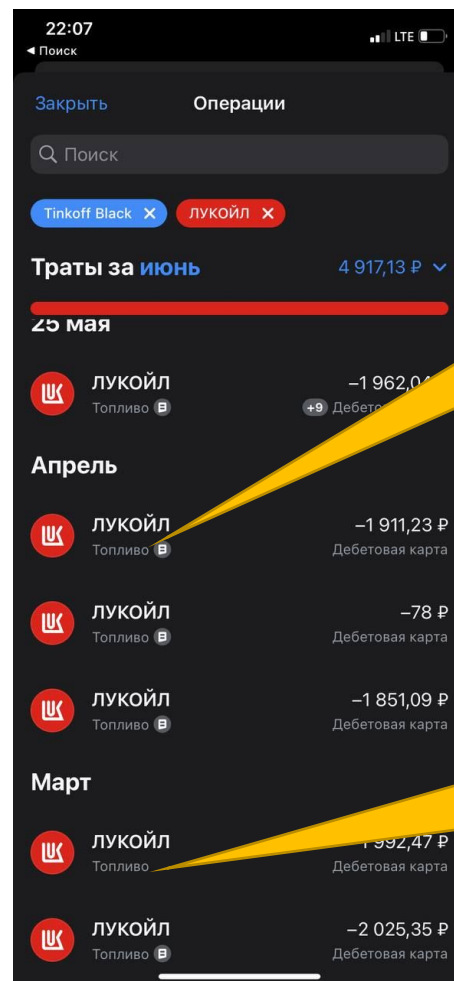 22:07
LTE
◄ Поиск
Закрыть
Операции
Поиск
Tinkoff Black ✕ ЛУКОЙЛ ✕
Траты за июнь 4 917,13 ₽
25 мая
ЛУКОЙЛ
Топливо +9
Апрель
ЛУКОЙЛ –1 911,23 ₽
Топливо Дебетовая карта
ЛУКОЙЛ –78 ₽
Топливо Дебетовая карта
ЛУКОЙЛ –1 851,09 ₽
Топливо Дебетовая карта
Март
ЛУКОЙЛ 992,47 ₽
Топливо Дебетовая карта
ЛУКОЙЛ –2 025,35 ₽
Топливо Дебетовая карта